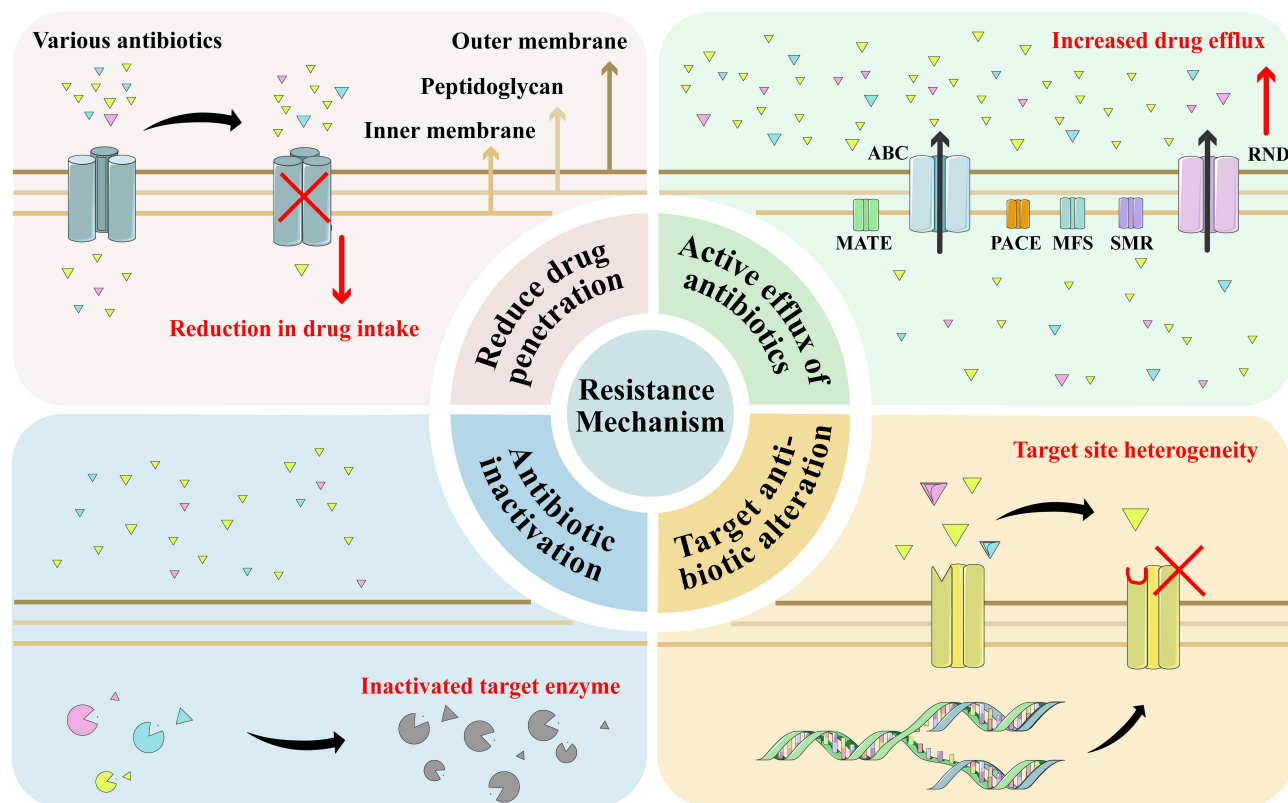 Various antibiotics
Outer membrane
Peptidoglycan
Inner membrane
Reduction in drug intake
Increased drug efflux
ABC
RND
MATE
PACE
MFS
SMR
Reduce drug
penetration
Active efflux of
antibiotics
Resistance
Mechanism
Antibiotic
inactivation
Target anti-
biotic alteration
Target site heterogeneity
Inactivated target enzyme